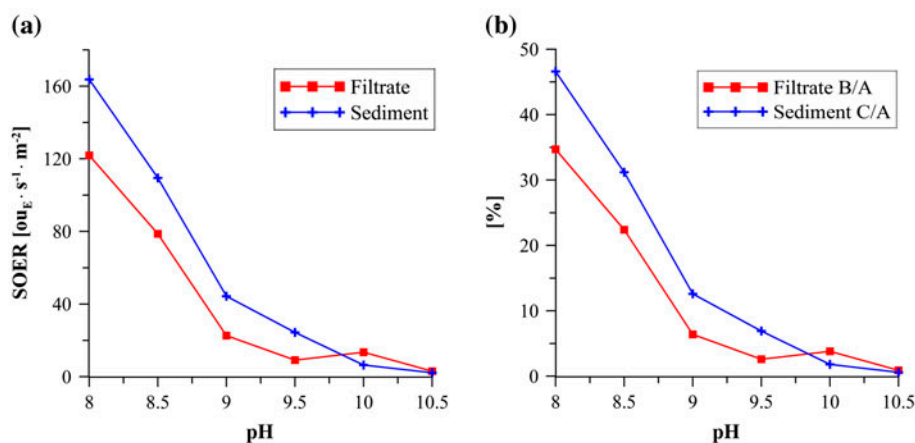 (a)
SOER [ouE· s-1· m-2]
160
120
80
40
0
8
8.5
9
9.5
10
10.5
pH
Filtrate
Sediment
(b)
[%]
50
40
30
20
10
0
8
8.5
9
9.5
10
10.5
pH
Filtrate B/A
Sediment C/A